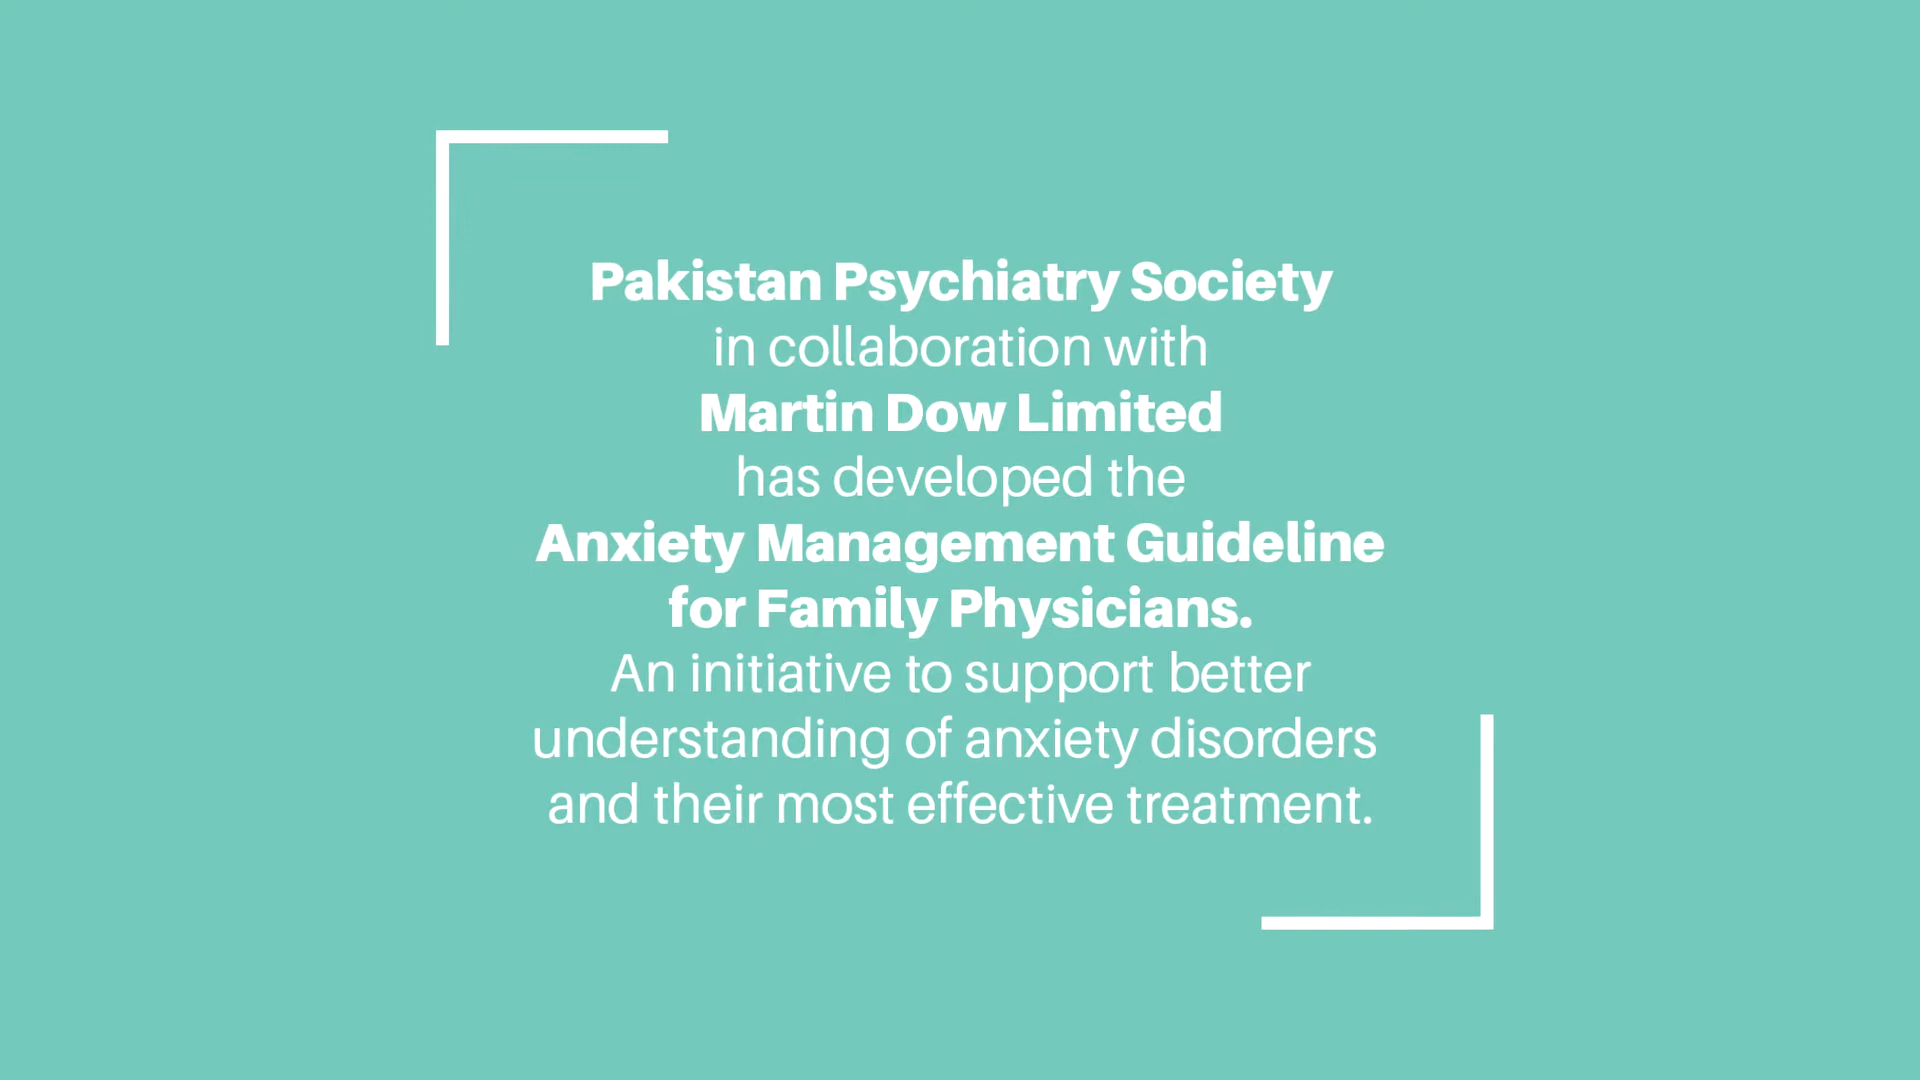 Pakistan Psychiatry Society
in collaboration with
Martin Dow Limited
has developed the
Anxiety Management Guideline
for Family Physicians.
An initiative to support better
understanding of anxiety disorders
and their most effective treatment.